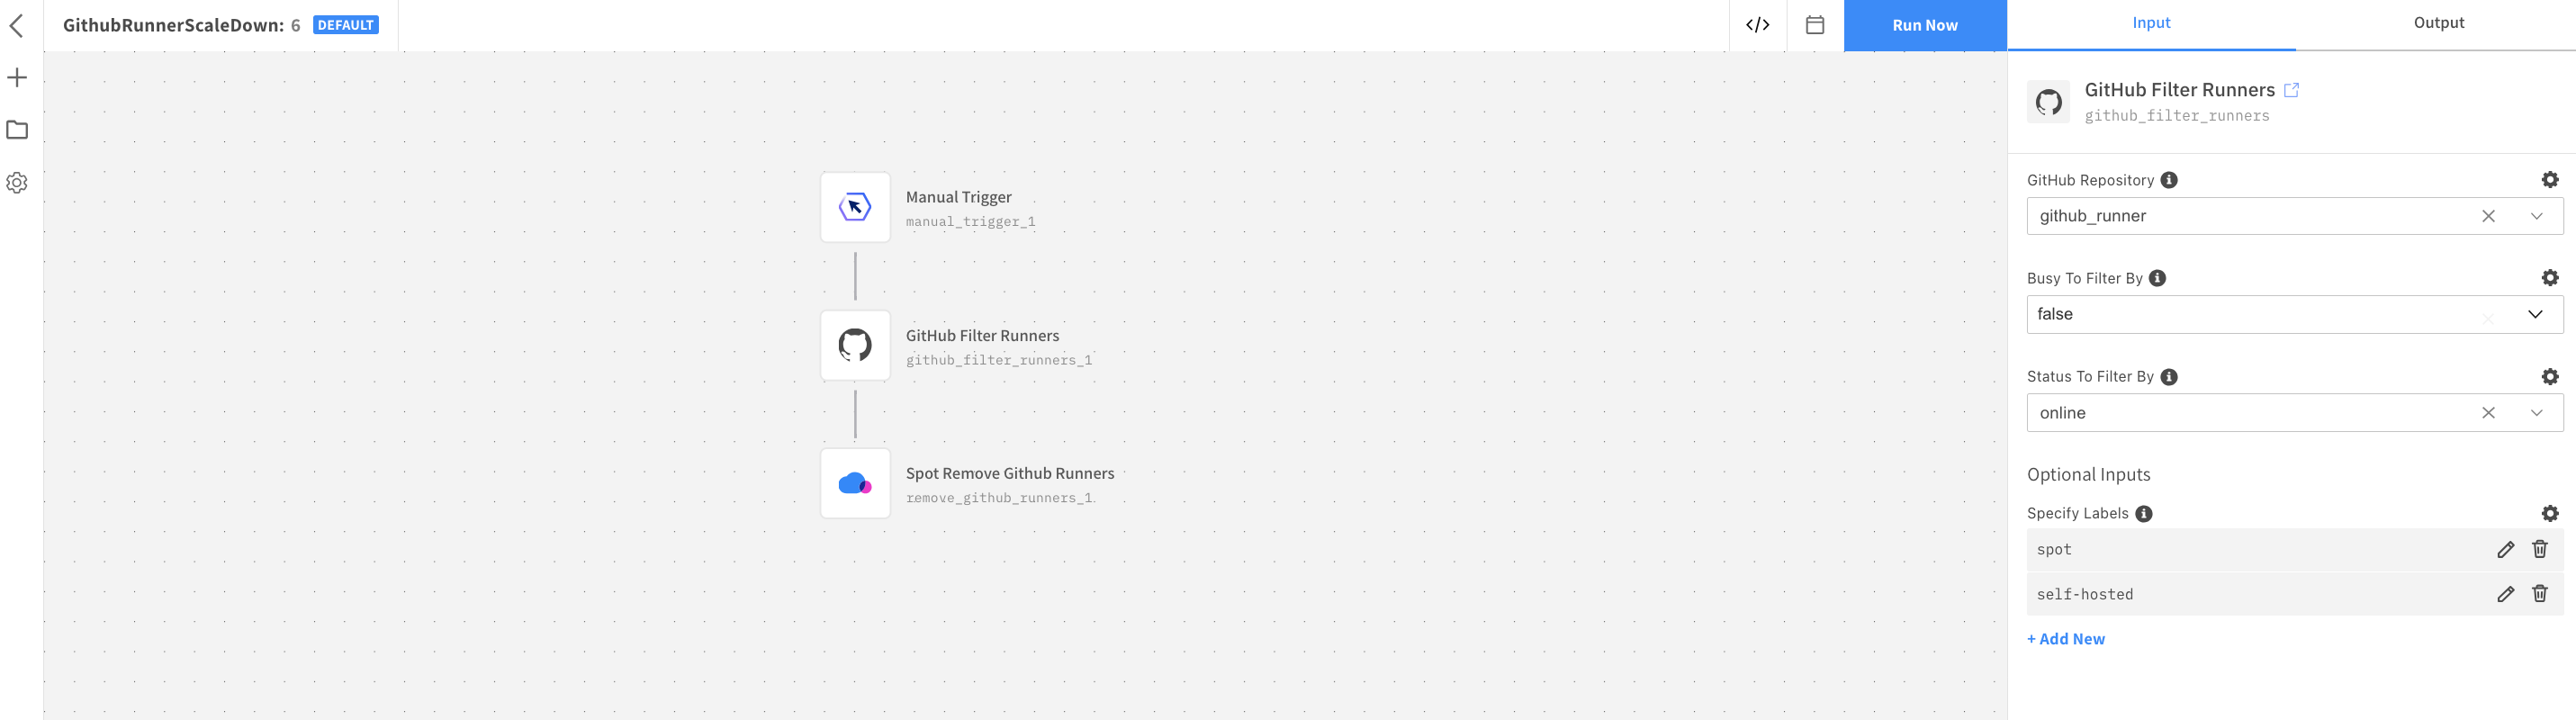 GithubRunnerScaleDown: 6 DEFAULT
</> Run Now
Input Output
Manual Trigger
manual_trigger_1
GitHub Filter Runners
github_filter_runners_1
Spot Remove Github Runners
remove_github_runners_1
GitHub Filter Runners
github_filter_runners
GitHub Repository
github_runner
Busy To Filter By
false
Status To Filter By
online
Optional Inputs
Specify Labels
spot
self-hosted
+ Add New